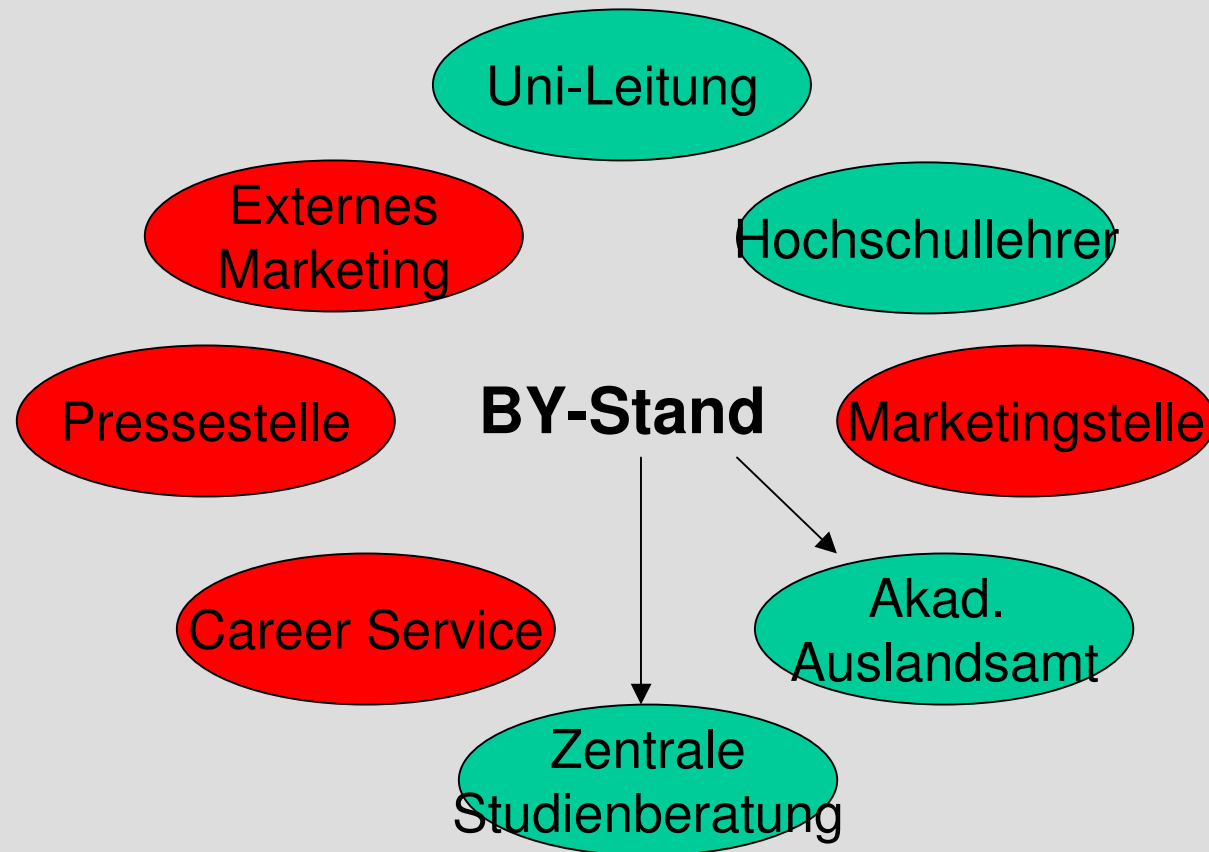 Uni-Leitung
Externes
Marketing
Hochschullehrer
Pressestelle
BY-Stand
Marketingstelle
Career Service
Akad.
Auslandsamt
Zentrale
Studienberatung